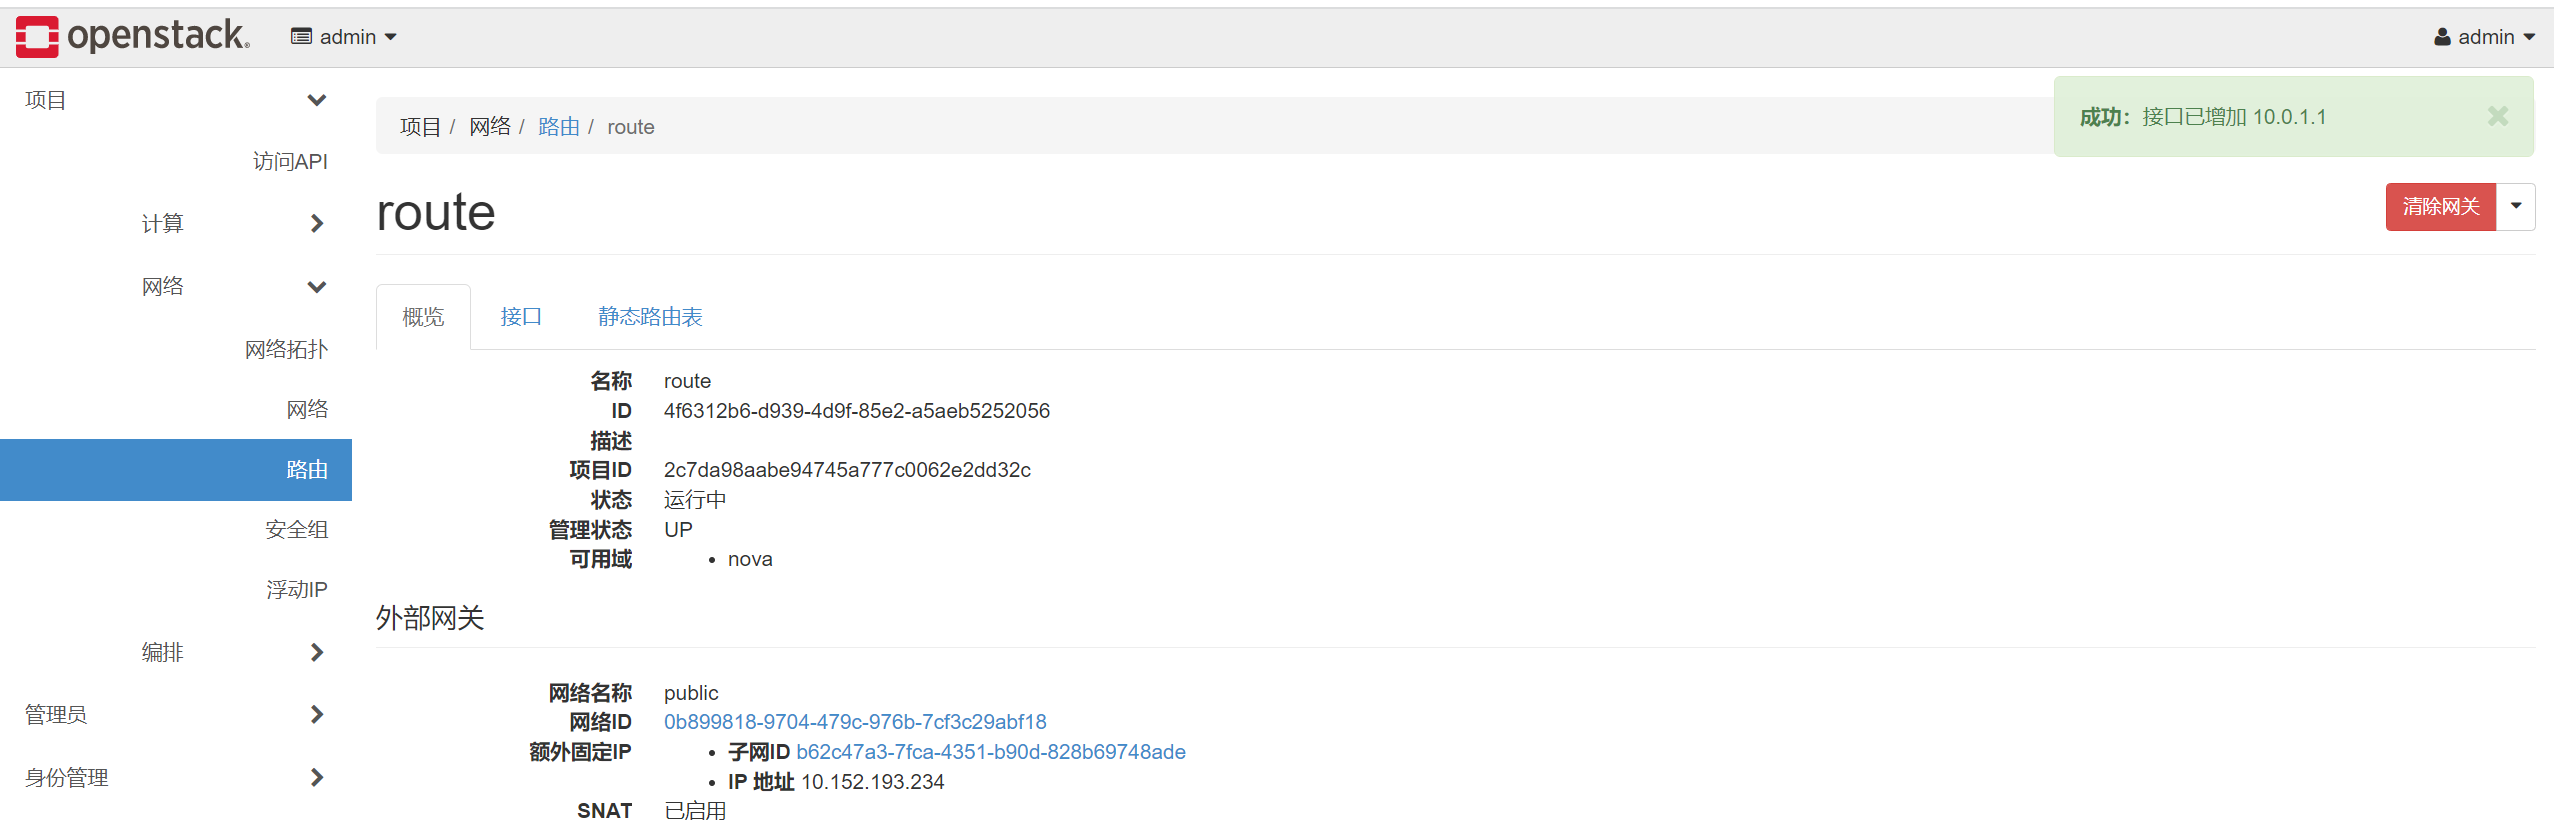 openstack. admin admin
项目
访问API
计算
网络
网络拓扑
网络
路由
安全组
浮动IP
编排
管理员
身份管理
项目 / 网络 / 路由 / route
成功：接口已增加 10.0.1.1
route
清除网关
概览 接口 静态路由表
名称 route
ID 4f6312b6-d939-4d9f-85e2-a5aeb5252056
描述
项目ID 2c7da98aabe94745a777c0062e2dd32c
状态 运行中
管理状态 UP
可用域 • nova
外部网关
网络名称 public
网络ID 0b899818-9704-479c-976b-7cf3c29abf18
额外固定IP • 子网ID b62c47a3-7fca-4351-b90d-828b69748ade
• IP 地址 10.152.193.234
SNAT 已启用